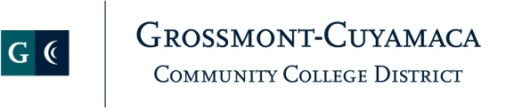 G C
GROSSMONT-CUYAMACA
COMMUNITY COLLEGE DISTRICT